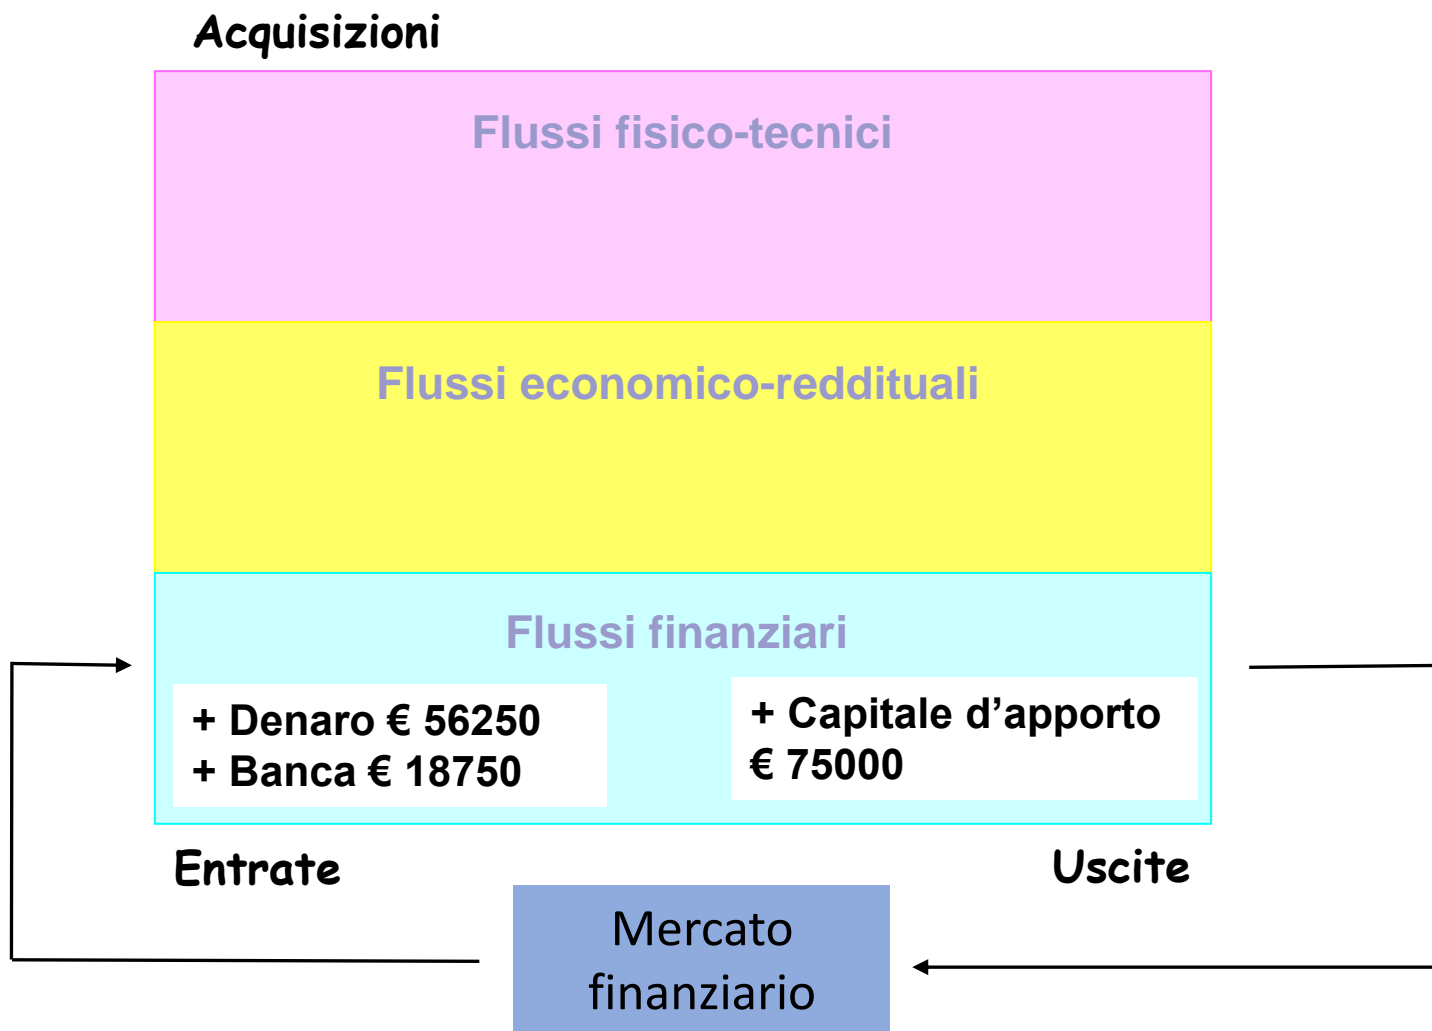 Acquisizioni
Flussi fisico-tecnici
Flussi economico-reddituali
Flussi finanziari
+ Denaro € 56250
+ Banca € 18750
+ Capitale d’apporto
€ 75000
Entrate
Uscite
Mercato
finanziario